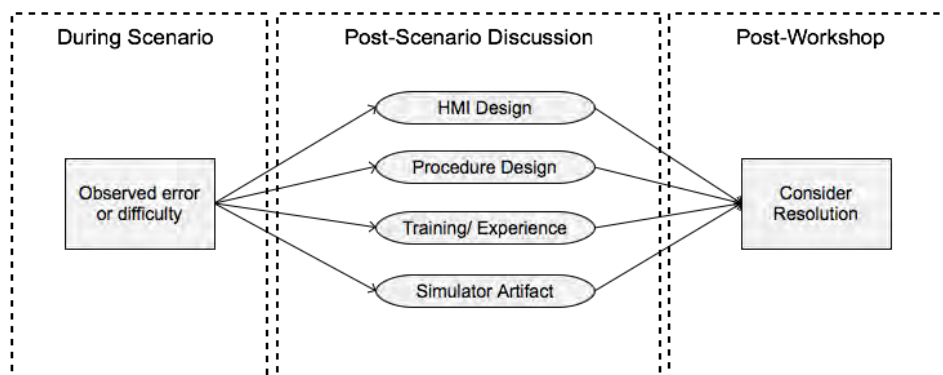 During Scenario
Post-Scenario Discussion
Post-Workshop
HMI Design
Procedure Design
Observed error
or difficulty
Training/ Experience
Simulator Artifact
Consider
Resolution